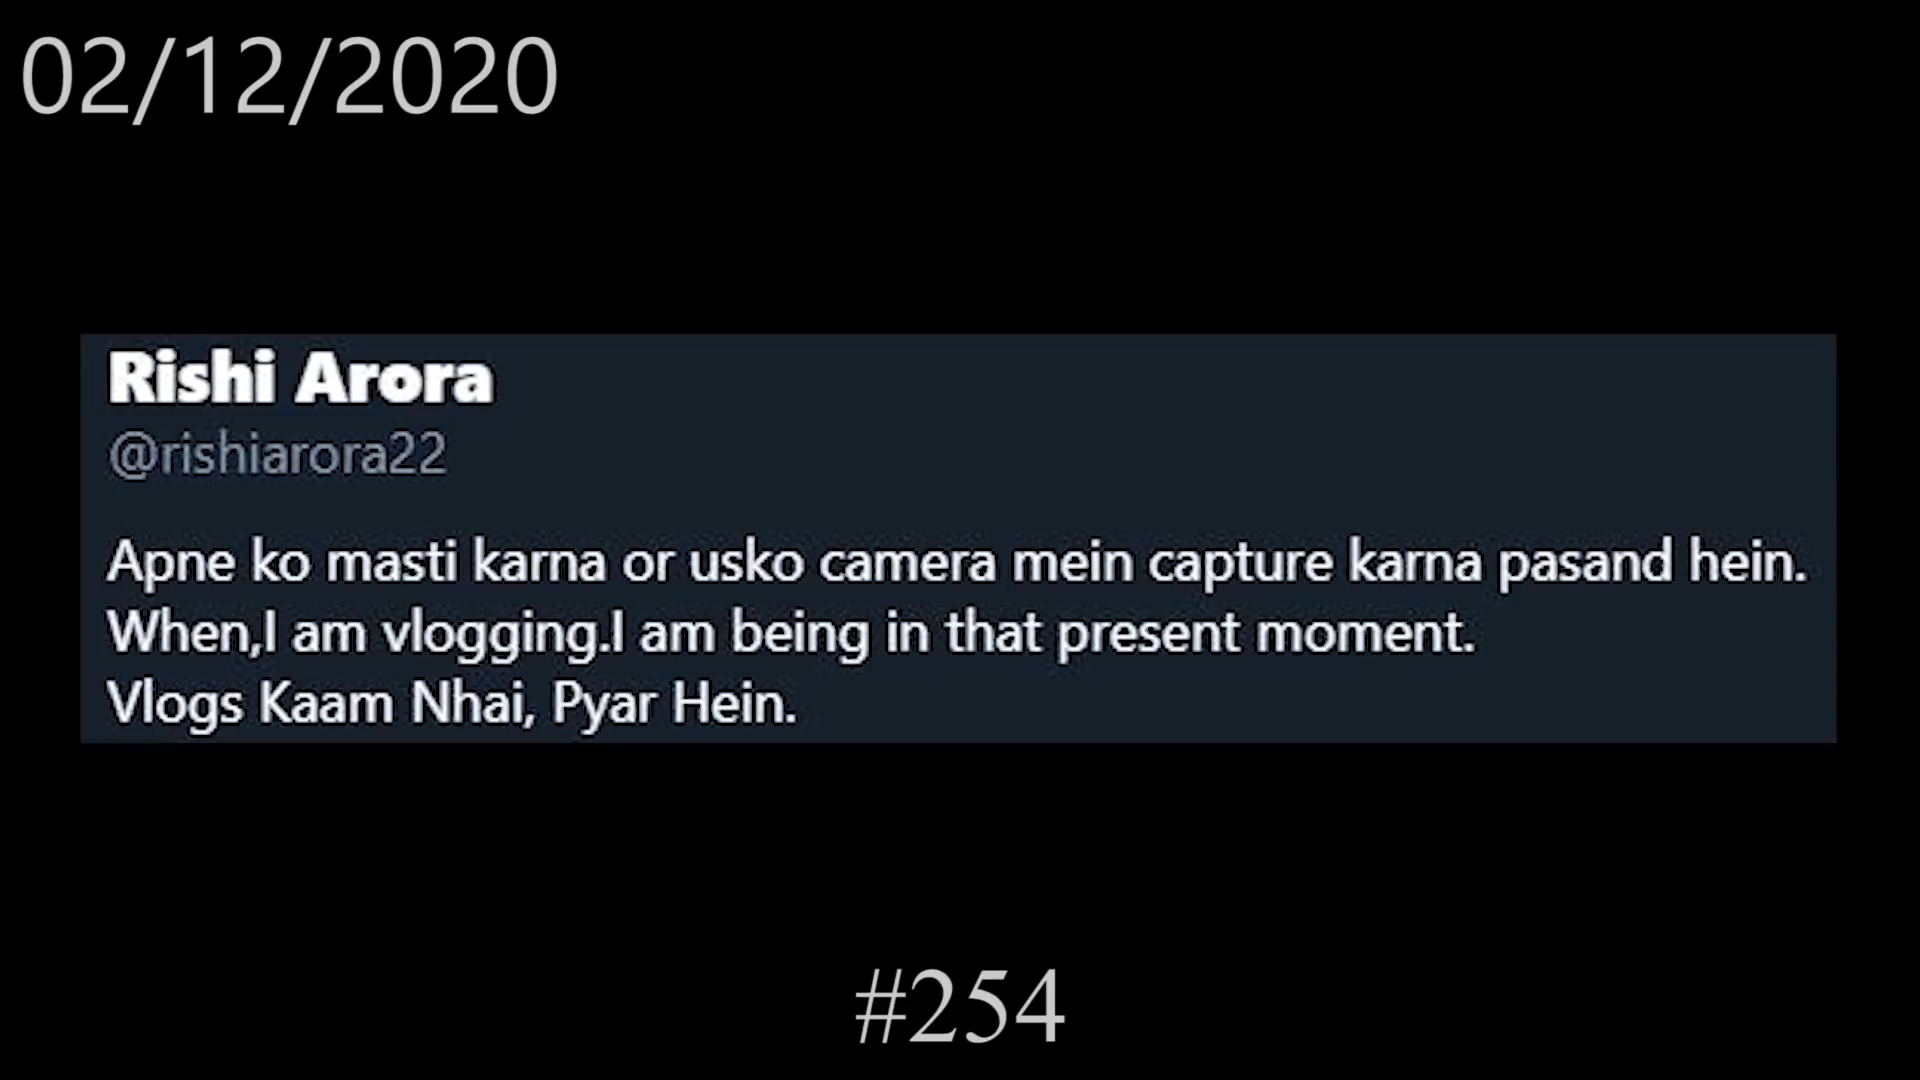 02/12/2020
Rishi Arora
@rishiarora22
Apne ko masti karna or usko camera mein capture karna pasand hein.
When,I am vlogging.I am being in that present moment.
Vlogs Kaam Nhai, Pyar Hein.
#254